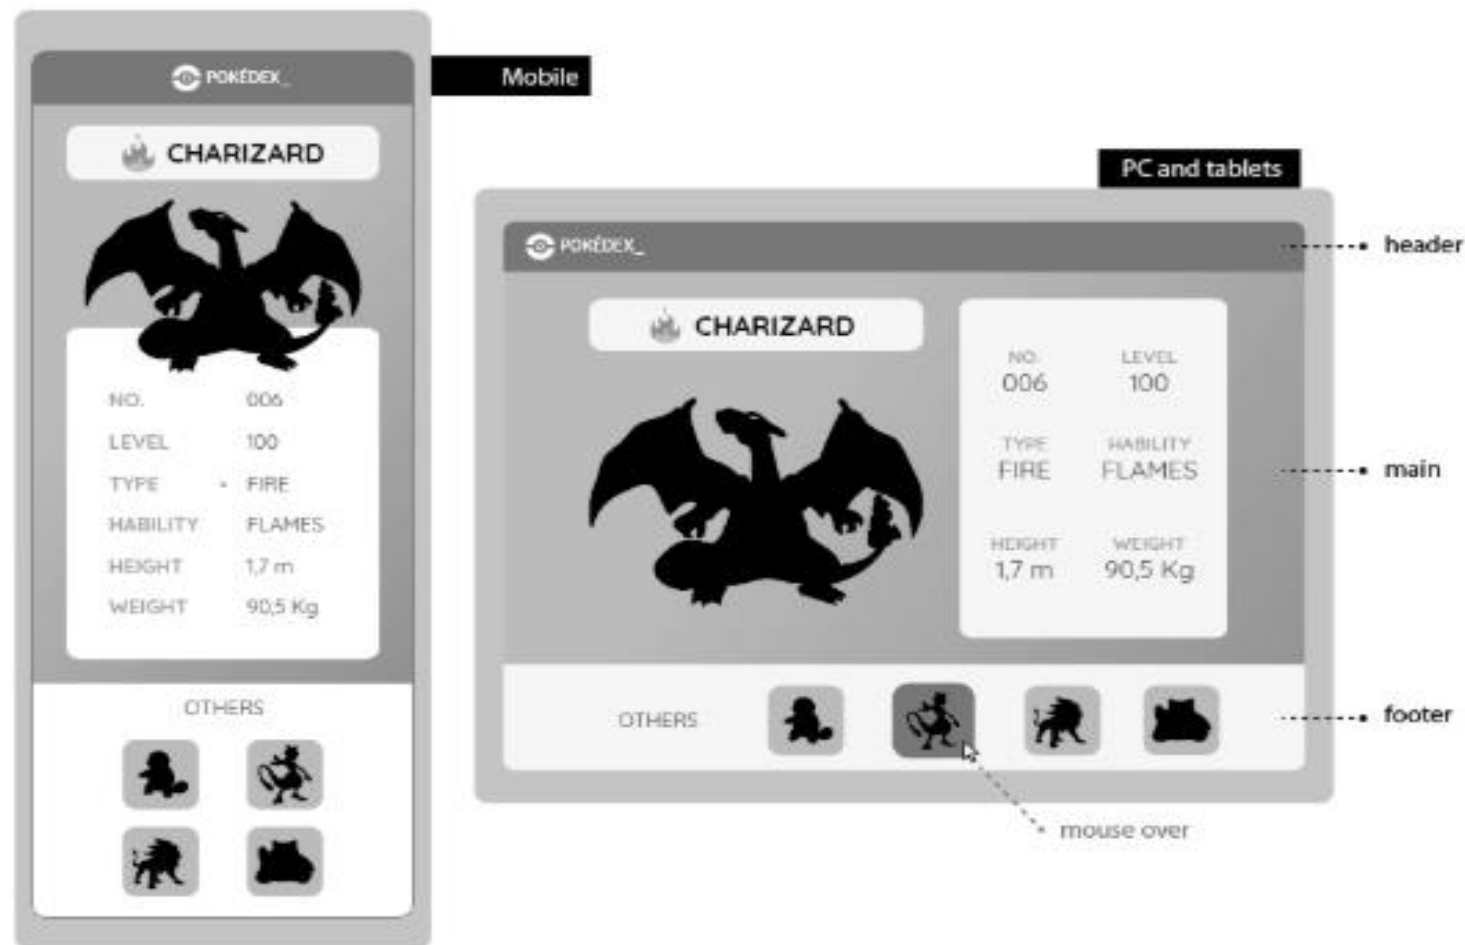 POKÉDEX_
Mobile
CHARIZARD
NO. 006
LEVEL 100
TYPE FIRE
HABILITY FLAMES
HEIGHT 1,7 m
WEIGHT 90,5 Kg
OTHERS
PC and tablets
POKÉDEX_
header
CHARIZARD
NO. LEVEL
006 100
TYPE HABILITY
FIRE FLAMES
main
HEIGHT WEIGHT
1,7 m 90,5 Kg
OTHERS
footer
mouse over